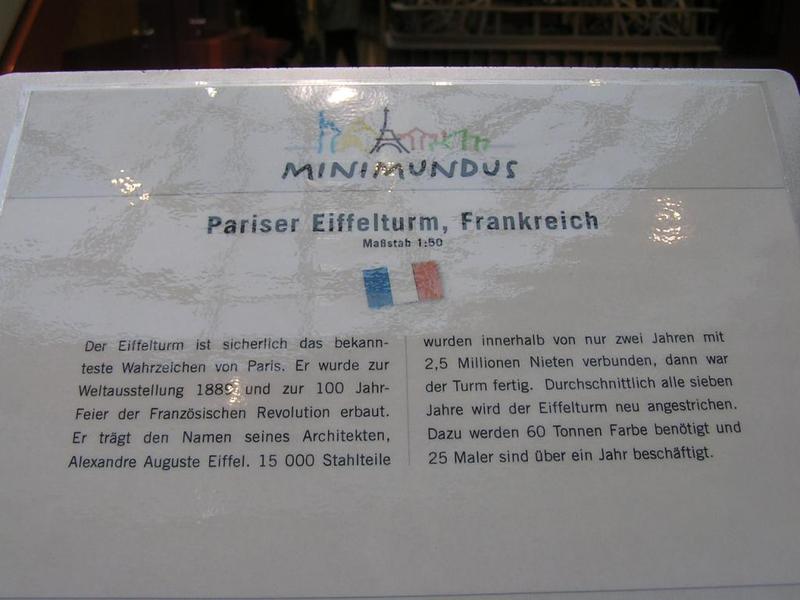 MINIMUNDUS
Pariser Eiffelturm, Frankreich
Maßstab 1:50
Der Eiffelturm ist sicherlich das bekann-
teste Wahrzeichen von Paris. Er wurde zur
Weltausstellung 1889 und zur 100 Jahr-
Feier der Französischen Revolution erbaut.
Er trägt den Namen seines Architekten,
Alexandre Auguste Eiffel. 15 000 Stahlteile
wurden innerhalb von nur zwei Jahren mit
2,5 Millionen Nieten verbunden, dann war
der Turm fertig. Durchschnittlich alle sieben
Jahre wird der Eiffelturm neu angestrichen.
Dazu werden 60 Tonnen Farbe benötigt und
25 Maler sind über ein Jahr beschäftigt.